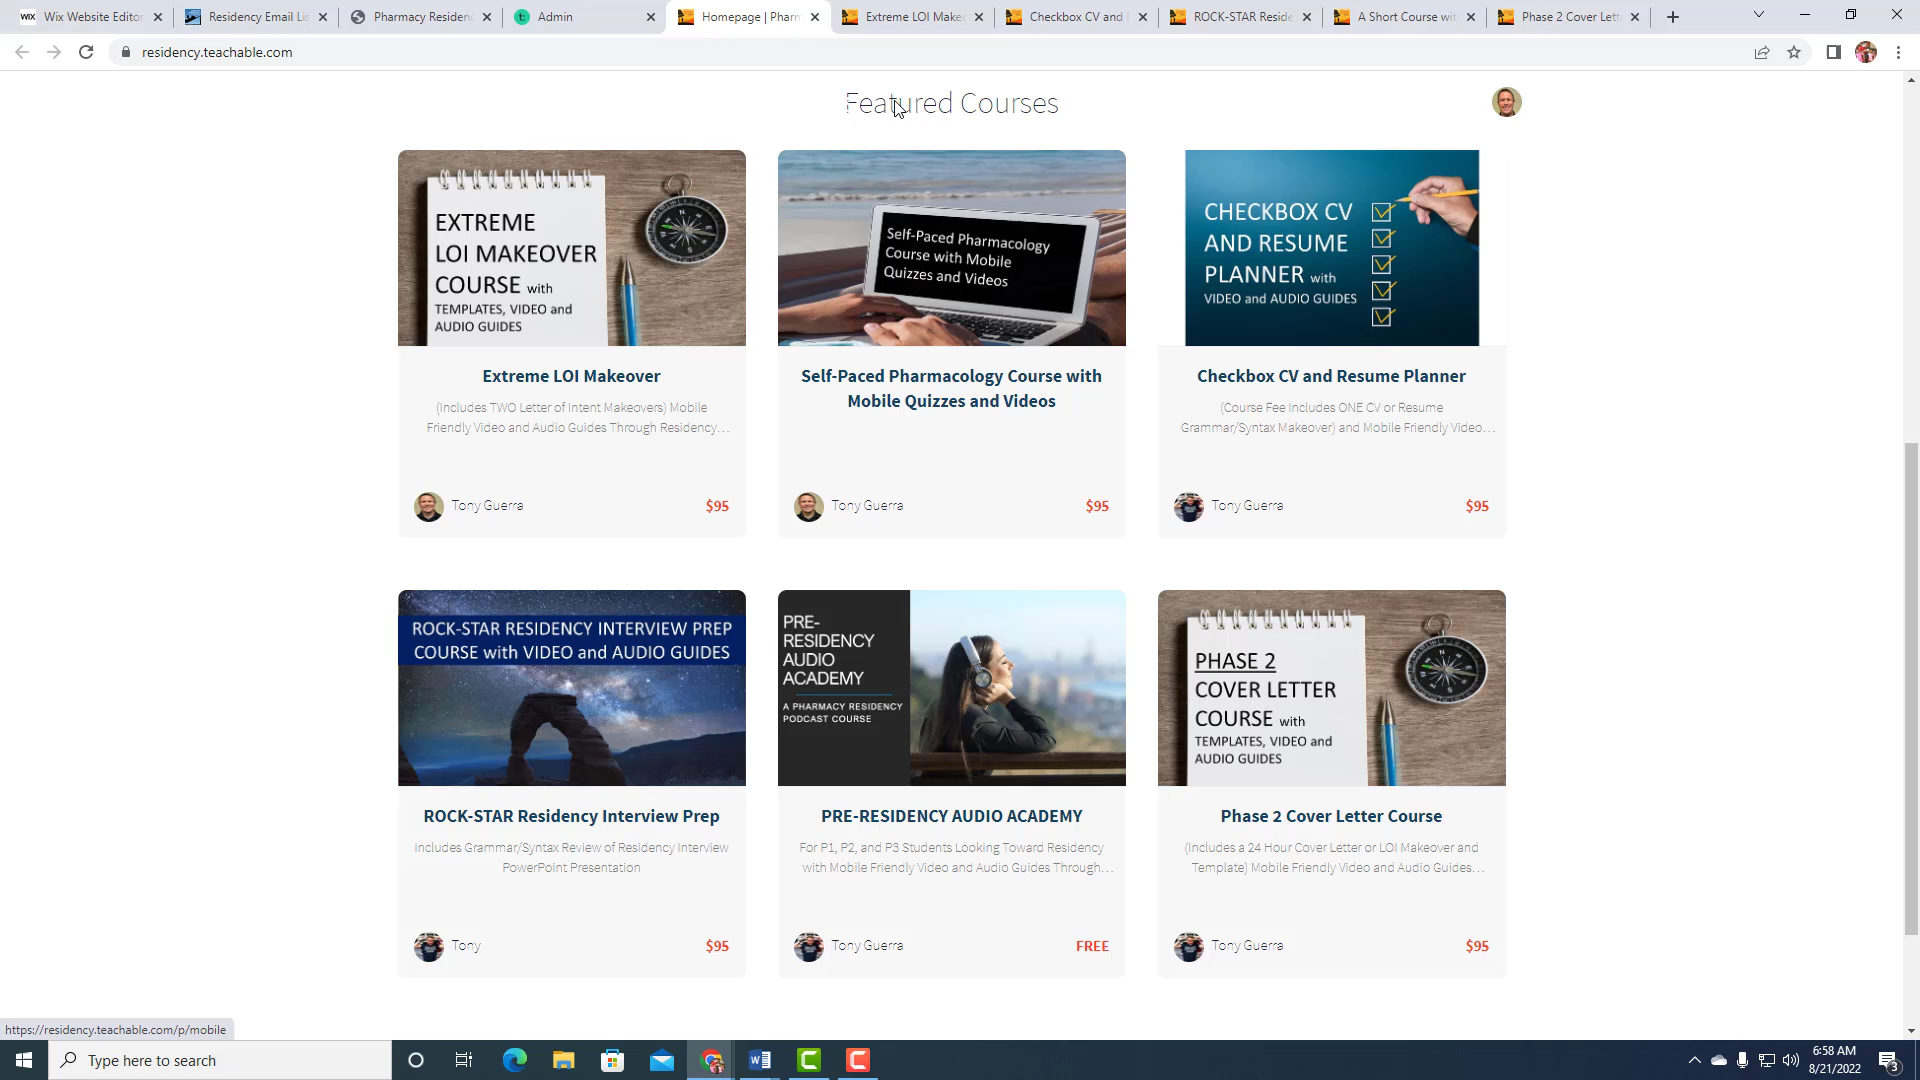 Wix Website Editor
Residency Email Lis
Pharmacy Residenc
Admin
Homepage | Pharm
Extreme LOI Makeo
Checkbox CV and
ROCK-STAR Reside
A Short Course wit
Phase 2 Cover Lett
residency.teachable.com
Featured Courses
EXTREME
LOI MAKEOVER
COURSE with
TEMPLATES, VIDEO and
AUDIO GUIDES
Self-Paced Pharmacology
Course with Mobile
Quizzes and Videos
CHECKBOX CV
AND RESUME
PLANNER with
VIDEO and AUDIO GUIDES
Extreme LOI Makeover
(Includes TWO Letter of Intent Makeovers) Mobile
Friendly Video and Audio Guides Through Residency…
Tony Guerra
$95
Self-Paced Pharmacology Course with
Mobile Quizzes and Videos
Tony Guerra
$95
Checkbox CV and Resume Planner
(Course Fee Includes ONE CV or Resume
Grammar/Syntax Makeover) and Mobile Friendly Video…
Tony Guerra
$95
ROCK-STAR RESIDENCY INTERVIEW PREP
COURSE with VIDEO and AUDIO GUIDES
PRE-
RESIDENCY
AUDIO
ACADEMY
A PHARMACY RESIDENCY
PODCAST COURSE
PHASE 2
COVER LETTER
COURSE with
TEMPLATES, VIDEO and
AUDIO GUIDES
ROCK-STAR Residency Interview Prep
Includes Grammar/Syntax Review of Residency Interview
PowerPoint Presentation
Tony
$95
PRE-RESIDENCY AUDIO ACADEMY
For P1, P2, and P3 Students Looking Toward Residency
with Mobile Friendly Video and Audio Guides Through…
Tony Guerra
FREE
Phase 2 Cover Letter Course
(Includes a 24 Hour Cover Letter or LOI Makeover and
Template) Mobile Friendly Video and Audio Guides…
Tony Guerra
$95
https://residency.teachable.com/p/mobile
Type here to search
6:58 AM
8/21/2022
3